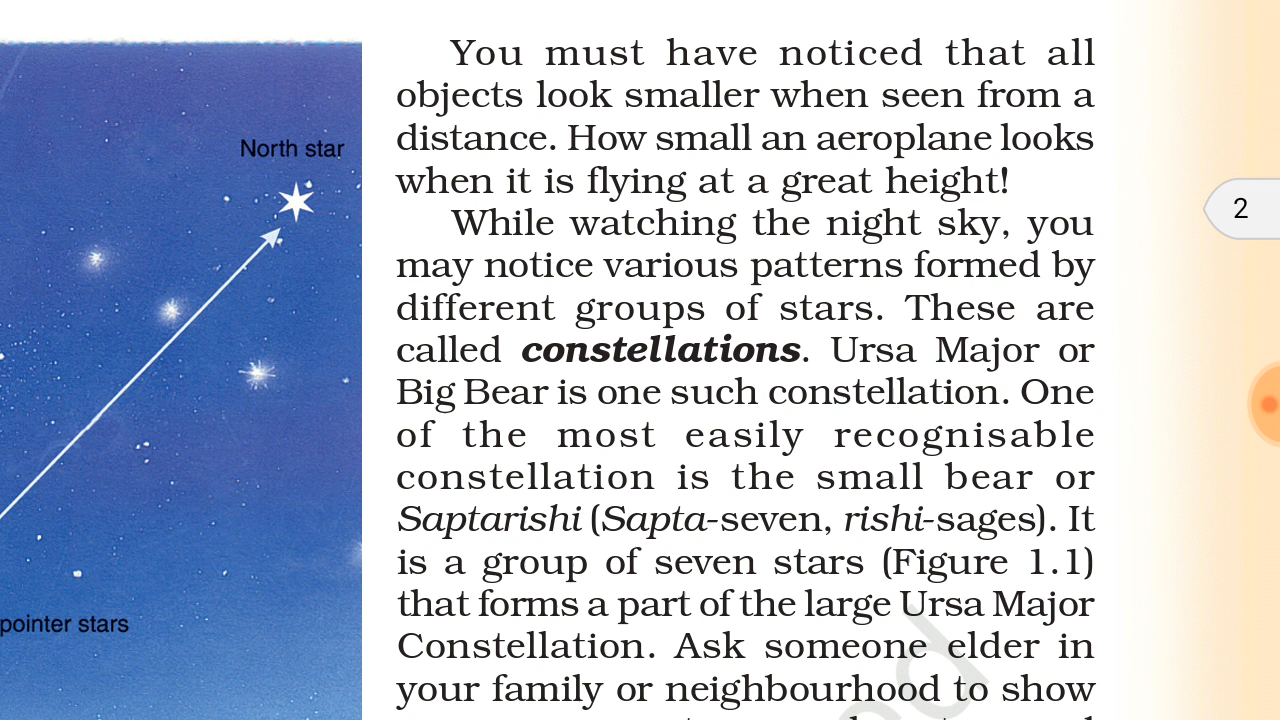 North star
pointer stars
You must have noticed that all
objects look smaller when seen from a
distance. How small an aeroplane looks
when it is flying at a great height!
While watching the night sky, you
may notice various patterns formed by
different groups of stars. These are
called constellations. Ursa Major or
Big Bear is one such constellation. One
of the most easily recognisable
constellation is the small bear or
Saptarishi (Sapta-seven, rishi-sages). It
is a group of seven stars (Figure 1.1)
that forms a part of the large Ursa Major
Constellation. Ask someone elder in
your family or neighbourhood to show
2